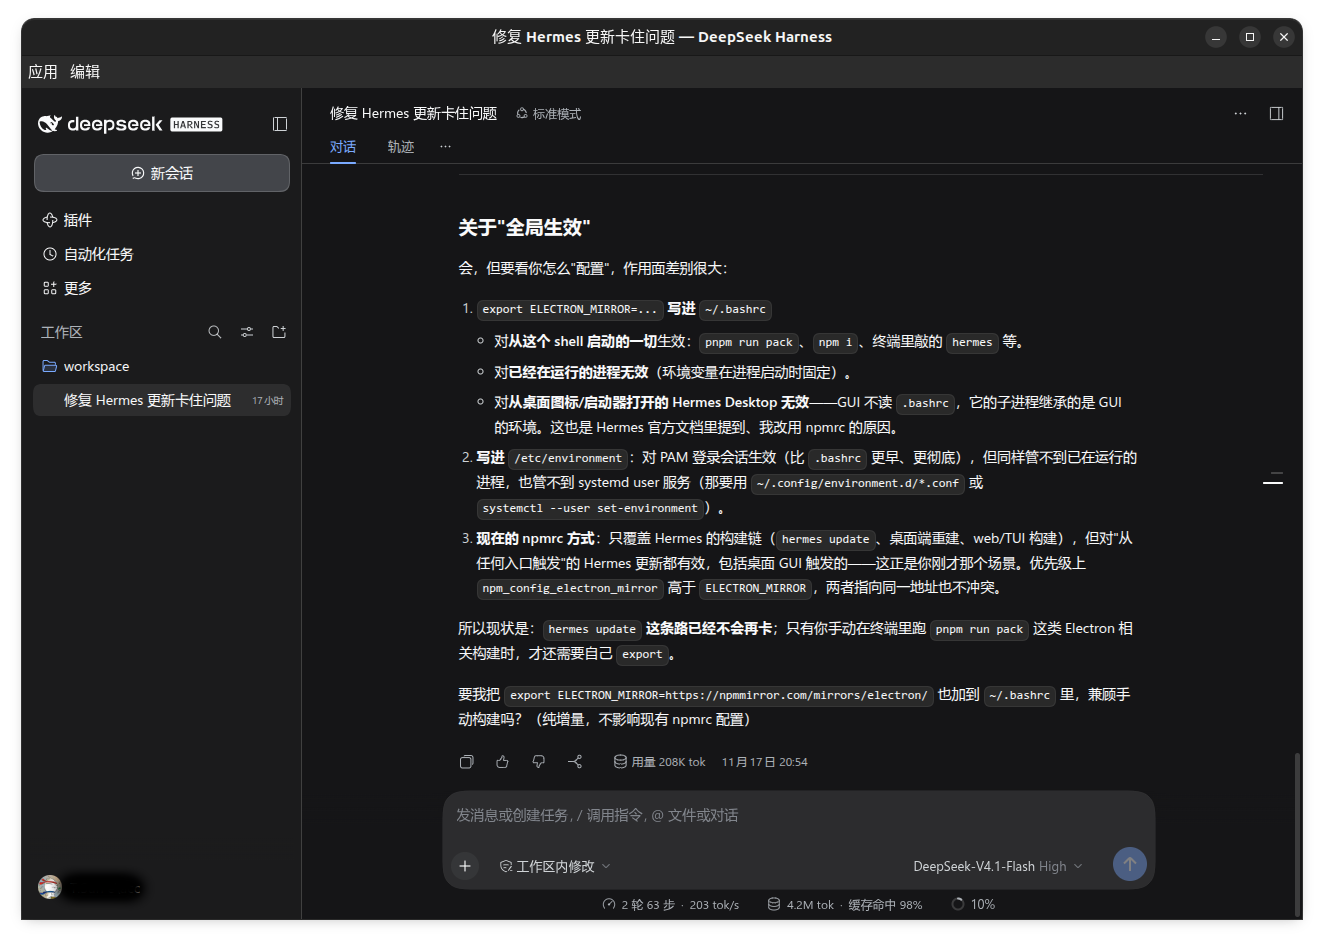 修复 Hermes 更新卡住问题 — DeepSeek Harness
应用 编辑
deepseek HARNESS
新会话
插件
自动化任务
更多
工作区
workspace
修复 Hermes 更新卡住问题 17 小时
修复 Hermes 更新卡住问题 标准模式
对话 轨迹 ...
关于"全局生效"
会，但要看你怎么"配置"，作用面差别很大：
1. export ELECTRON_MIRROR=... 写进 ~/.bashrc
对从这个 shell 启动的一切生效：pnpm run pack、npm i、终端里敲的 hermes 等。
对已经在运行的进程无效（环境变量在进程启动时固定）。
对从桌面图标/启动器打开的 Hermes Desktop 无效——GUI 不读 .bashrc，它的子进程继承的是 GUI
的环境。这也是 Hermes 官方文档里提到、我改用 npmrc 的原因。
2. 写进 /etc/environment：对 PAM 登录会话生效（比 .bashrc 更早、更彻底），但同样管不到已在运行的
进程，也管不到 systemd user 服务（那要用 ~/.config/environment.d/*.conf 或
systemctl --user set-environment）。
3. 现在的 npmrc 方式：只覆盖 Hermes 的构建链（hermes update、桌面端重建、web/TUI 构建），但对"从
任何入口触发"的 Hermes 更新都有效，包括桌面 GUI 触发的——这正是你刚才那个场景。优先级上
npm_config_electron_mirror 高于 ELECTRON_MIRROR，两者指向同一地址也不冲突。
所以现状是：hermes update 这条路已经不会再卡；只有你手动在终端里跑 pnpm run pack 这类 Electron 相
关构建时，才还需要自己 export。
要我把 export ELECTRON_MIRROR=https://npmmirror.com/mirrors/electron/ 也加到 ~/.bashrc 里，兼顾手
动构建吗？（纯增量，不影响现有 npmrc 配置）
用量 208K tok 11月17日 20:54
发消息或创建任务, / 调用指令, @ 文件或对话
工作区内修改 DeepSeek-V4.1-Flash High
2 轮 63 步 · 203 tok/s 4.2M tok · 缓存命中 98% 10%